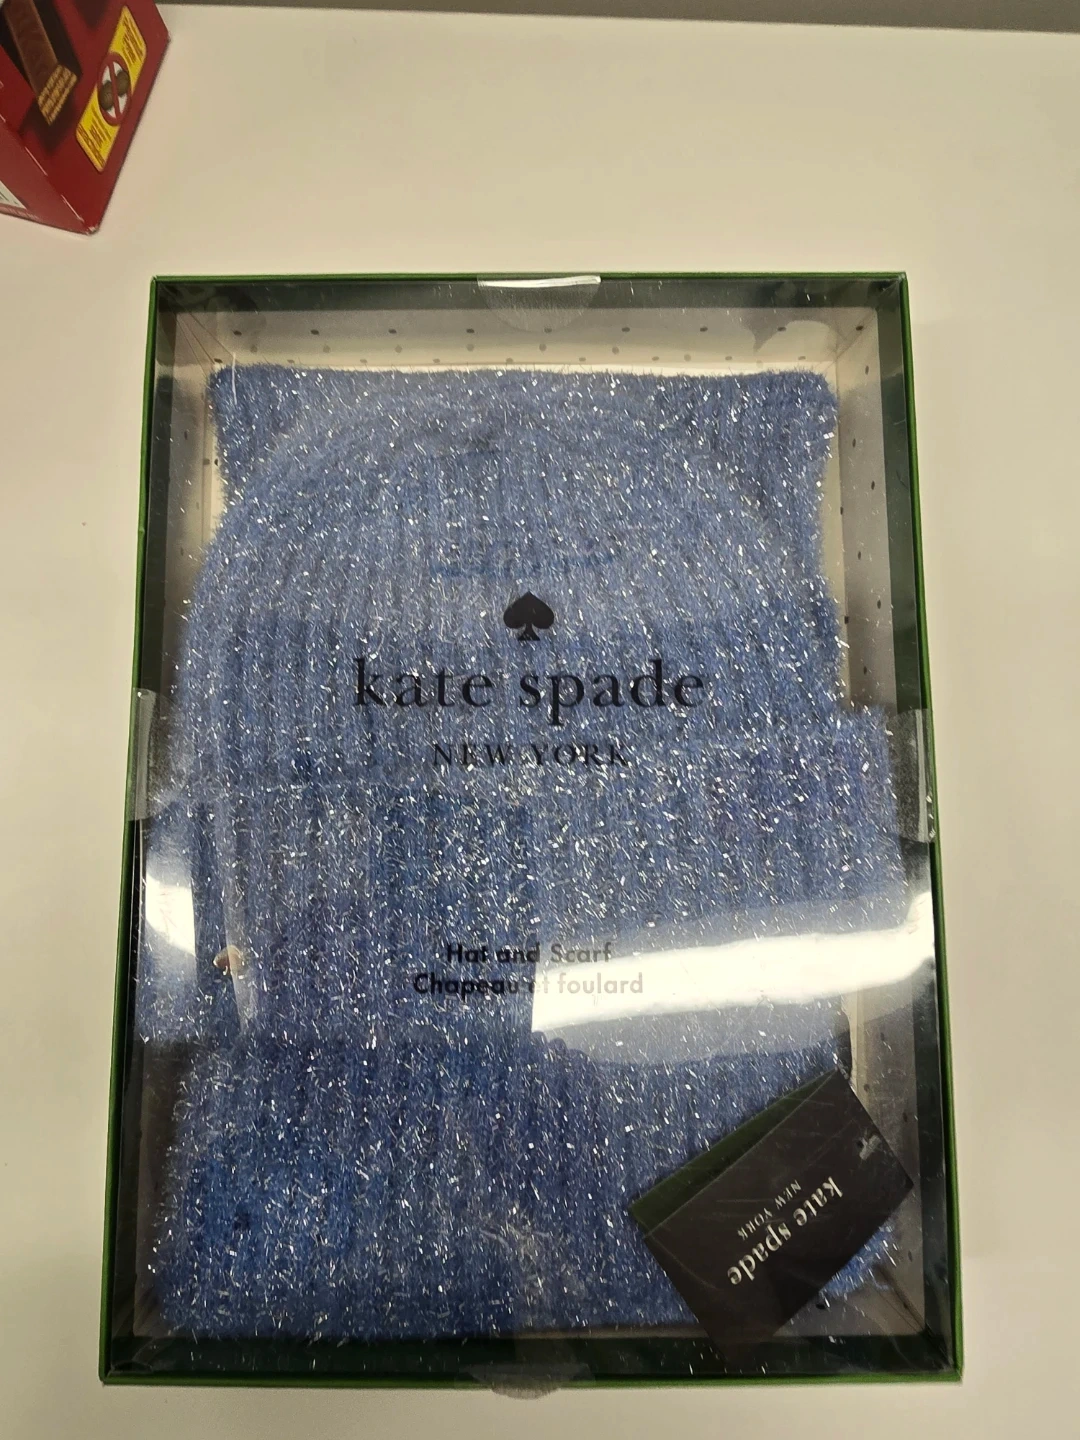 kate spade
NEW YORK
Hat and Scarf
Chapeau et foulard
kate spade
NEW YORK